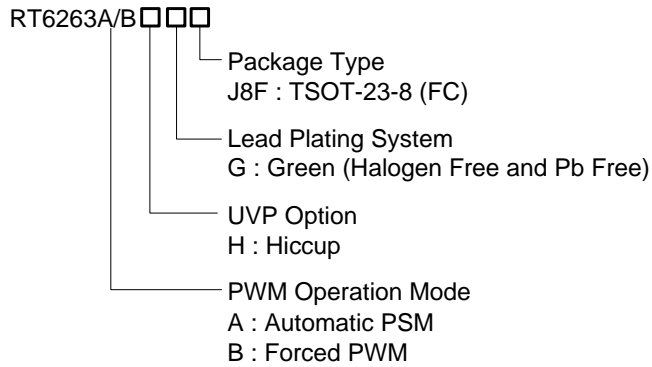 RT6263A/B□□□
Package Type
J8F : TSOT-23-8 (FC)
Lead Plating System
G : Green (Halogen Free and Pb Free)
UVP Option
H : Hiccup
PWM Operation Mode
A : Automatic PSM
B : Forced PWM